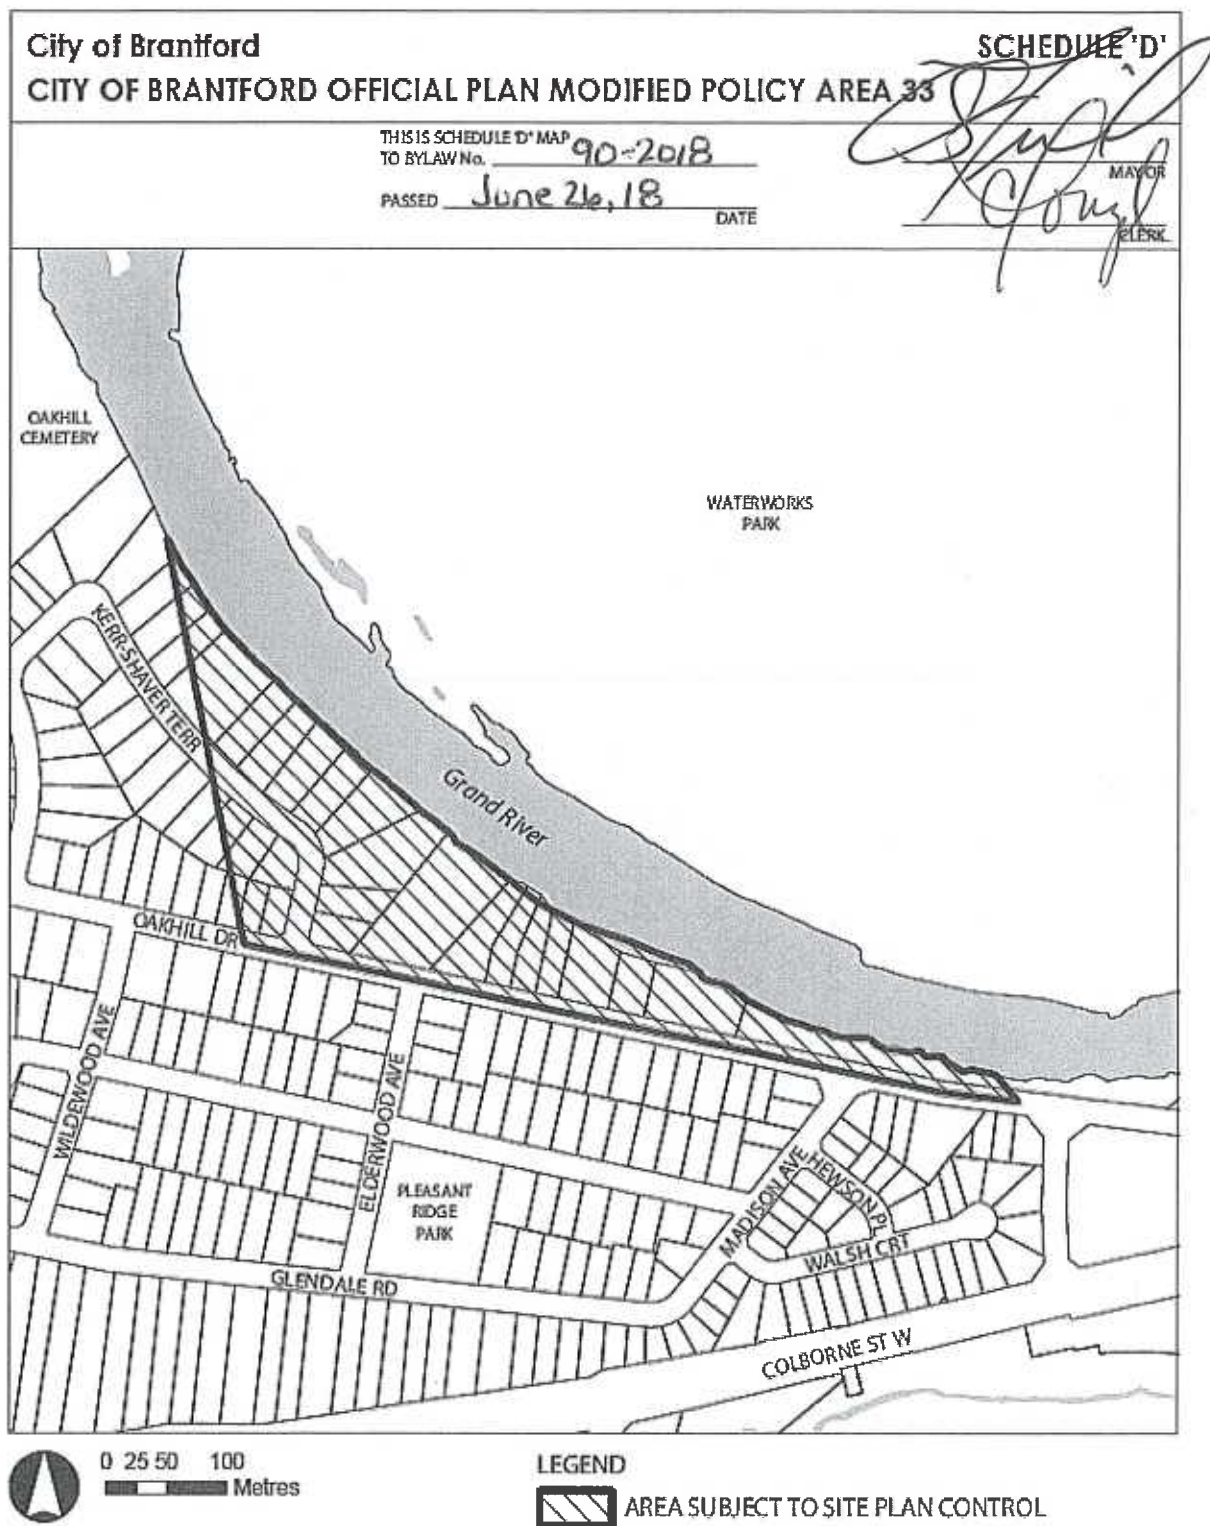 City of Brantford
SCHEDULE 'D'
CITY OF BRANTFORD OFFICIAL PLAN MODIFIED POLICY AREA 33
THIS IS SCHEDULE 'D' MAP
TO BYLAW No. 90-2018
PASSED June 26, 18
DATE
MAYOR
CLERK
OAKHILL
CEMETERY
WATERWORKS
PARK
KERR-SHAVER TERR
Grand River
OAKHILL DR
WILDEWOOD AVE
ELDERWOOD AVE
PLEASANT
RIDGE
PARK
MADISON AVE
HEWSON PL
WALSH CRT
GLENDALE RD
COLBORNE ST W
0 25 50 100
Metres
LEGEND
AREA SUBJECT TO SITE PLAN CONTROL